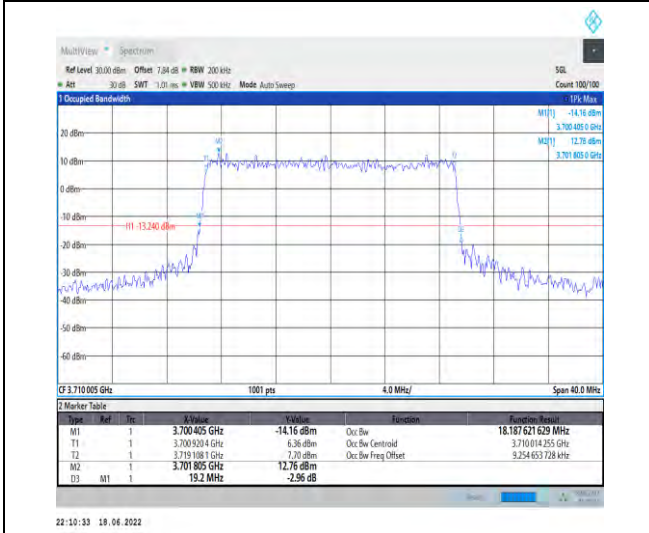 MultiView Spectrum
Ref Level 30.00 dBm Offset 7.84 dB RBW 200 kHz SGL
Att 30 dB SWT 1.01 ms VBW 500 kHz Mode Auto Sweep Count 100/100
1 Occupied Bandwidth 1Pk Max
M1[1] -14.16 dBm
3.700 405 0 GHz
20 dBm M2[1] 12.76 dBm
3.701 805 0 GHz
M2
T1 T2
10 dBm
0 dBm
-10 dBm
H1 -13.240 dBm
-20 dBm
-30 dBm
-40 dBm
-50 dBm
-60 dBm
CF 3.710 005 GHz 1001 pts 4.0 MHz/ Span 40.0 MHz
2 Marker Table
Type Ref Trc X-Value Y-Value Function Function Result
M1 1 3.700 405 GHz -14.16 dBm Occ Bw 18.187 621 629 MHz
T1 1 3.700 920 4 GHz 6.36 dBm Occ Bw Centroid 3.710 014 255 GHz
T2 1 3.719 108 1 GHz 7.70 dBm Occ Bw Freq Offset 9.254 653 728 kHz
M2 1 3.701 805 GHz 12.76 dBm
D3 M1 1 19.2 MHz -2.96 dB
22:10:33 18.06.2022